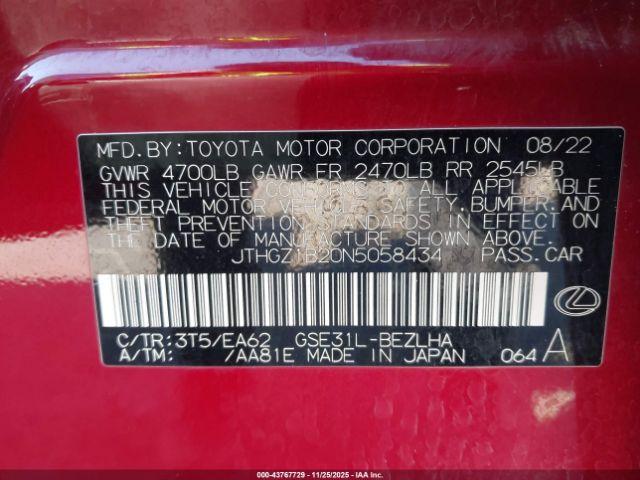 MFD. BY: TOYOTA MOTOR CORPORATION 08/22
GVWR 4700LB GAWR FR 2470LB RR 2545LB
THIS VEHICLE CONFORMS TO ALL APPLICABLE
FEDERAL MOTOR VEHICLE SAFETY, BUMPER, AND
THEFT PREVENTION STANDARDS IN EFFECT ON
THE DATE OF MANUFACTURE SHOWN ABOVE.
JTHGZ1B20N5058434 PASS.CAR
C/TR: 3T5/EA62 GSE31L-BEZLHA
A/TM: /AA81E MADE IN JAPAN 064 A
000-43767729 - 11/25/2025 - IAA Inc.